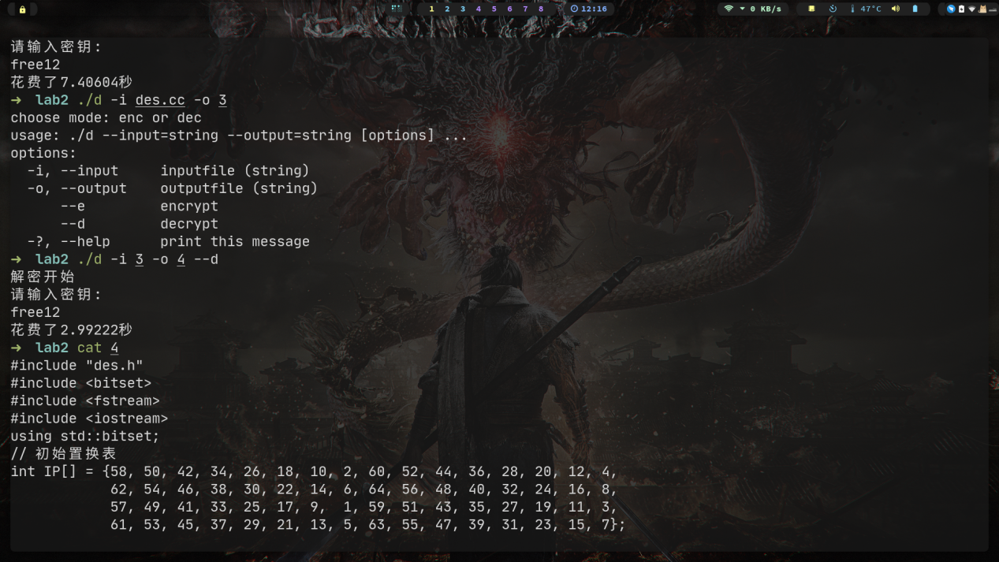 1 2 3 4 5 6 7 8 12:16 0 KB/s 47°C
请输入密钥:
free12
花费了7.40604秒
➜ lab2 ./d -i des.cc -o 3
choose mode: enc or dec
usage: ./d --input=string --output=string [options] ...
options:
-i, --input inputfile (string)
-o, --output outputfile (string)
--e encrypt
--d decrypt
-?, --help print this message
➜ lab2 ./d -i 3 -o 4 --d
解密开始
请输入密钥:
free12
花费了2.99222秒
➜ lab2 cat 4
#include "des.h"
#include <bitset>
#include <fstream>
#include <iostream>
using std::bitset;
// 初始置换表
int IP[] = {58, 50, 42, 34, 26, 18, 10, 2, 60, 52, 44, 36, 28, 20, 12, 4,
62, 54, 46, 38, 30, 22, 14, 6, 64, 56, 48, 40, 32, 24, 16, 8,
57, 49, 41, 33, 25, 17, 9, 1, 59, 51, 43, 35, 27, 19, 11, 3,
61, 53, 45, 37, 29, 21, 13, 5, 63, 55, 47, 39, 31, 23, 15, 7};